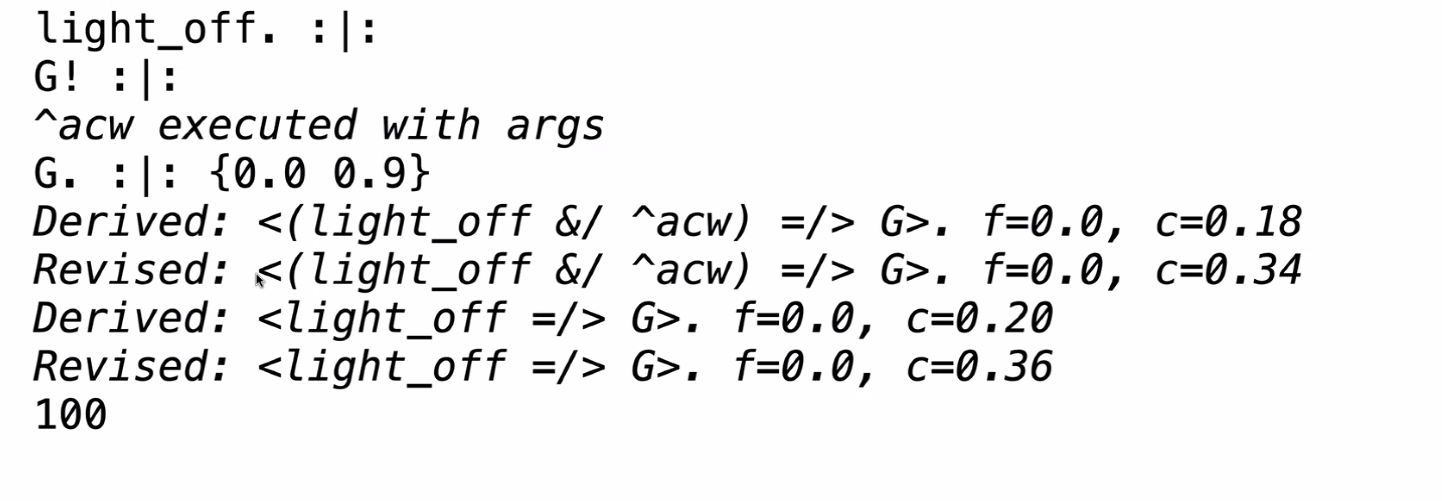 light_off. :|:
G! :|:
^acw executed with args
G. :|: {0.0 0.9}
Derived: <(light_off &/ ^acw) =/> G>. f=0.0, c=0.18
Revised: <(light_off &/ ^acw) =/> G>. f=0.0, c=0.34
Derived: <light_off =/> G>. f=0.0, c=0.20
Revised: <light_off =/> G>. f=0.0, c=0.36
100